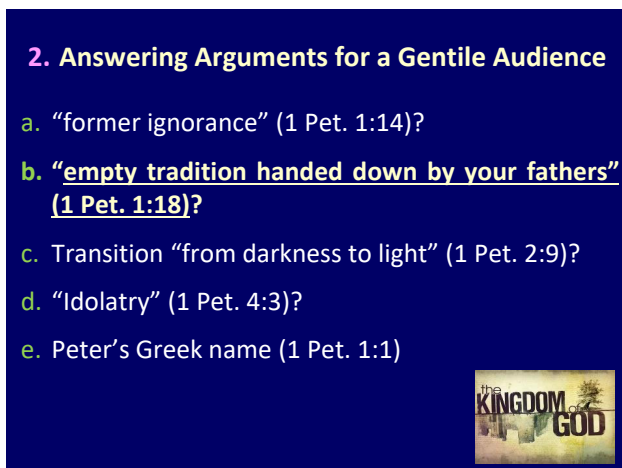 2. Answering Arguments for a Gentile Audience
a. “former ignorance” (1 Pet. 1:14)?
b. “empty tradition handed down by your fathers”
(1 Pet. 1:18)?
c. Transition “from darkness to light” (1 Pet. 2:9)?
d. “Idolatry” (1 Pet. 4:3)?
e. Peter’s Greek name (1 Pet. 1:1)
the
KINGDOM of
GOD